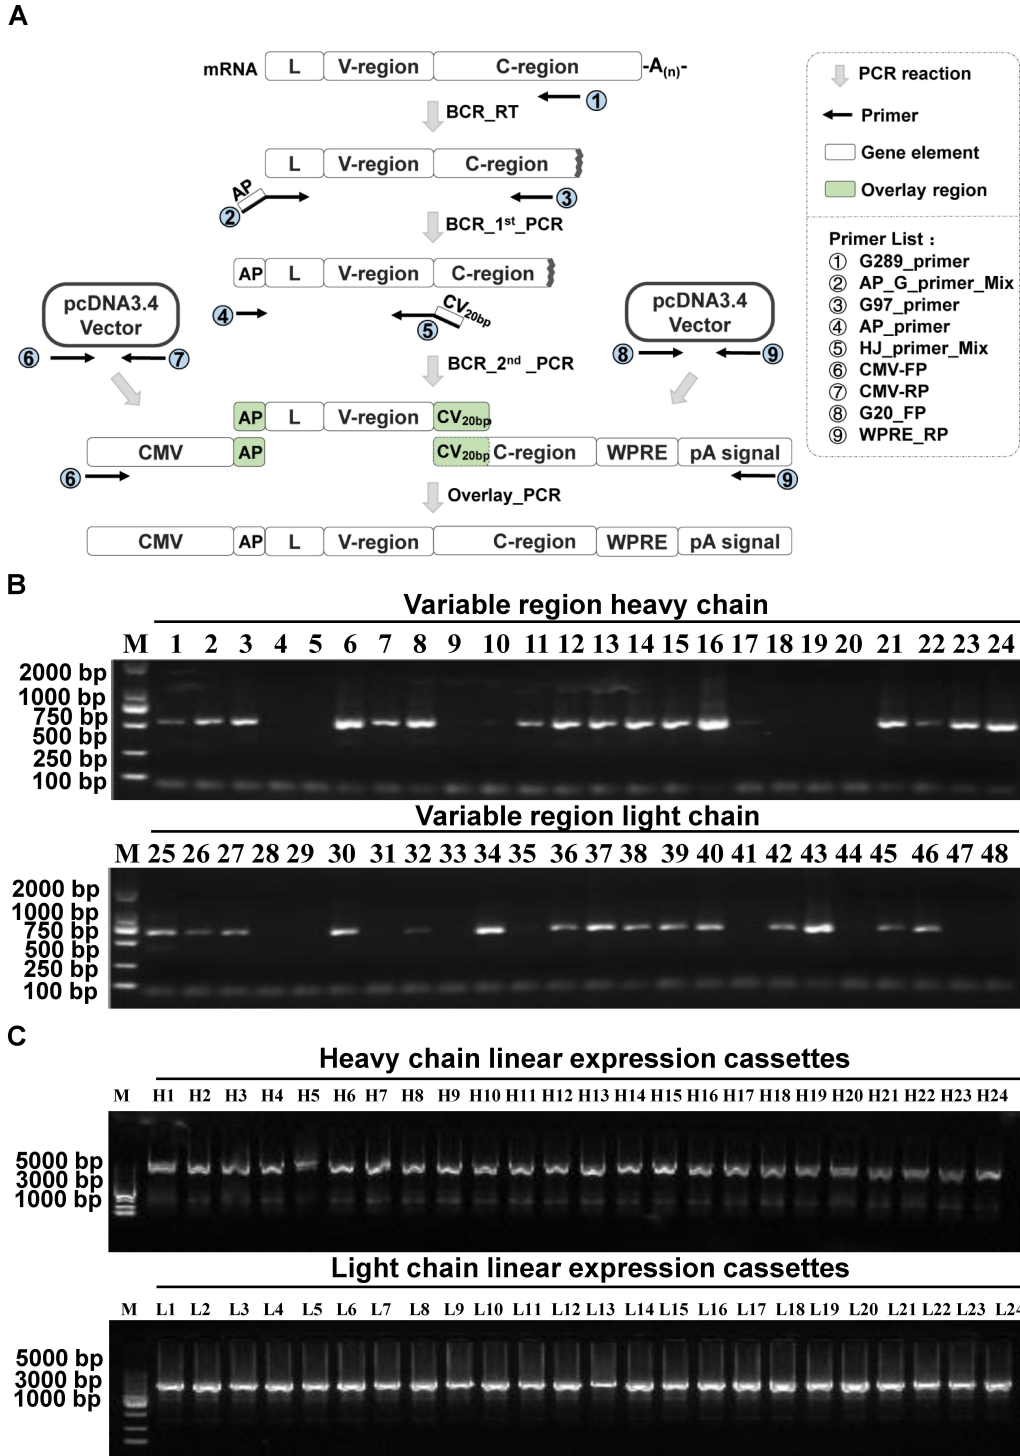 A
mRNA L V-region C-region -A(n)-
①
BCR_RT
L V-region C-region
AP
② ③
BCR_1st_PCR
AP L V-region C-region
pcDNA3.4
Vector
④ ⑤ CV20bp
pcDNA3.4
Vector
⑥ ⑦ ⑧ ⑨
BCR_2nd _PCR
AP L V-region CV20bp
CMV AP CV20bp C-region WPRE pA signal
⑥ ⑨
Overlay_PCR
CMV AP L V-region C-region WPRE pA signal
PCR reaction
Primer
Gene element
Overlay region
Primer List :
① G289_primer
② AP_G_primer_Mix
③ G97_primer
④ AP_primer
⑤ HJ_primer_Mix
⑥ CMV-FP
⑦ CMV-RP
⑧ G20_FP
⑨ WPRE_RP
B
Variable region heavy chain
M 1 2 3 4 5 6 7 8 9 10 11 12 13 14 15 16 17 18 19 20 21 22 23 24
2000 bp
1000 bp
750 bp
500 bp
250 bp
100 bp
Variable region light chain
M 25 26 27 28 29 30 31 32 33 34 35 36 37 38 39 40 41 42 43 44 45 46 47 48
2000 bp
1000 bp
750 bp
500 bp
250 bp
100 bp
C
Heavy chain linear expression cassettes
M H1 H2 H3 H4 H5 H6 H7 H8 H9 H10 H11 H12 H13 H14 H15 H16 H17 H18 H19 H20 H21 H22 H23 H24
5000 bp
3000 bp
1000 bp
Light chain linear expression cassettes
M L1 L2 L3 L4 L5 L6 L7 L8 L9 L10 L11 L12 L13 L14 L15 L16 L17 L18 L19 L20 L21 L22 L23 L24
5000 bp
3000 bp
1000 bp